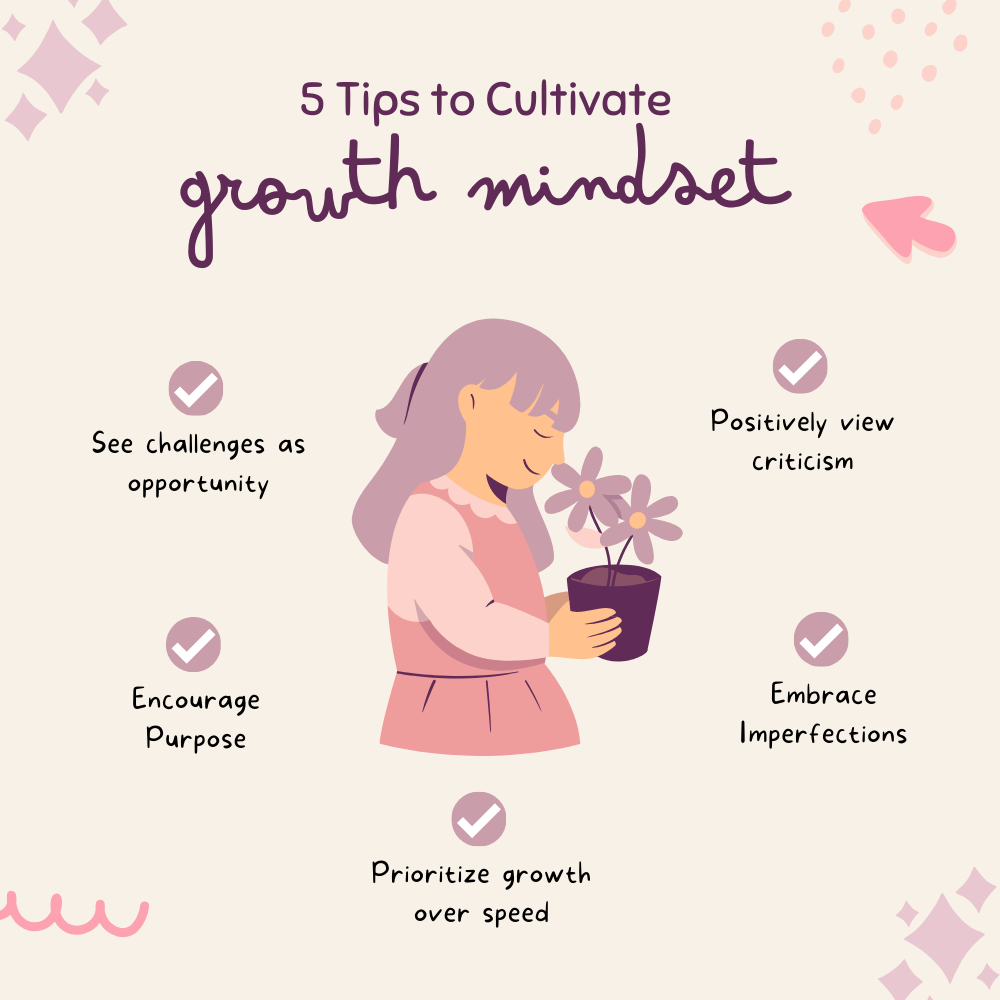 5 Tips to Cultivate
growth mindset
See challenges as
opportunity
Positively view
criticism
Encourage
Purpose
Embrace
Imperfections
Prioritize growth
over speed